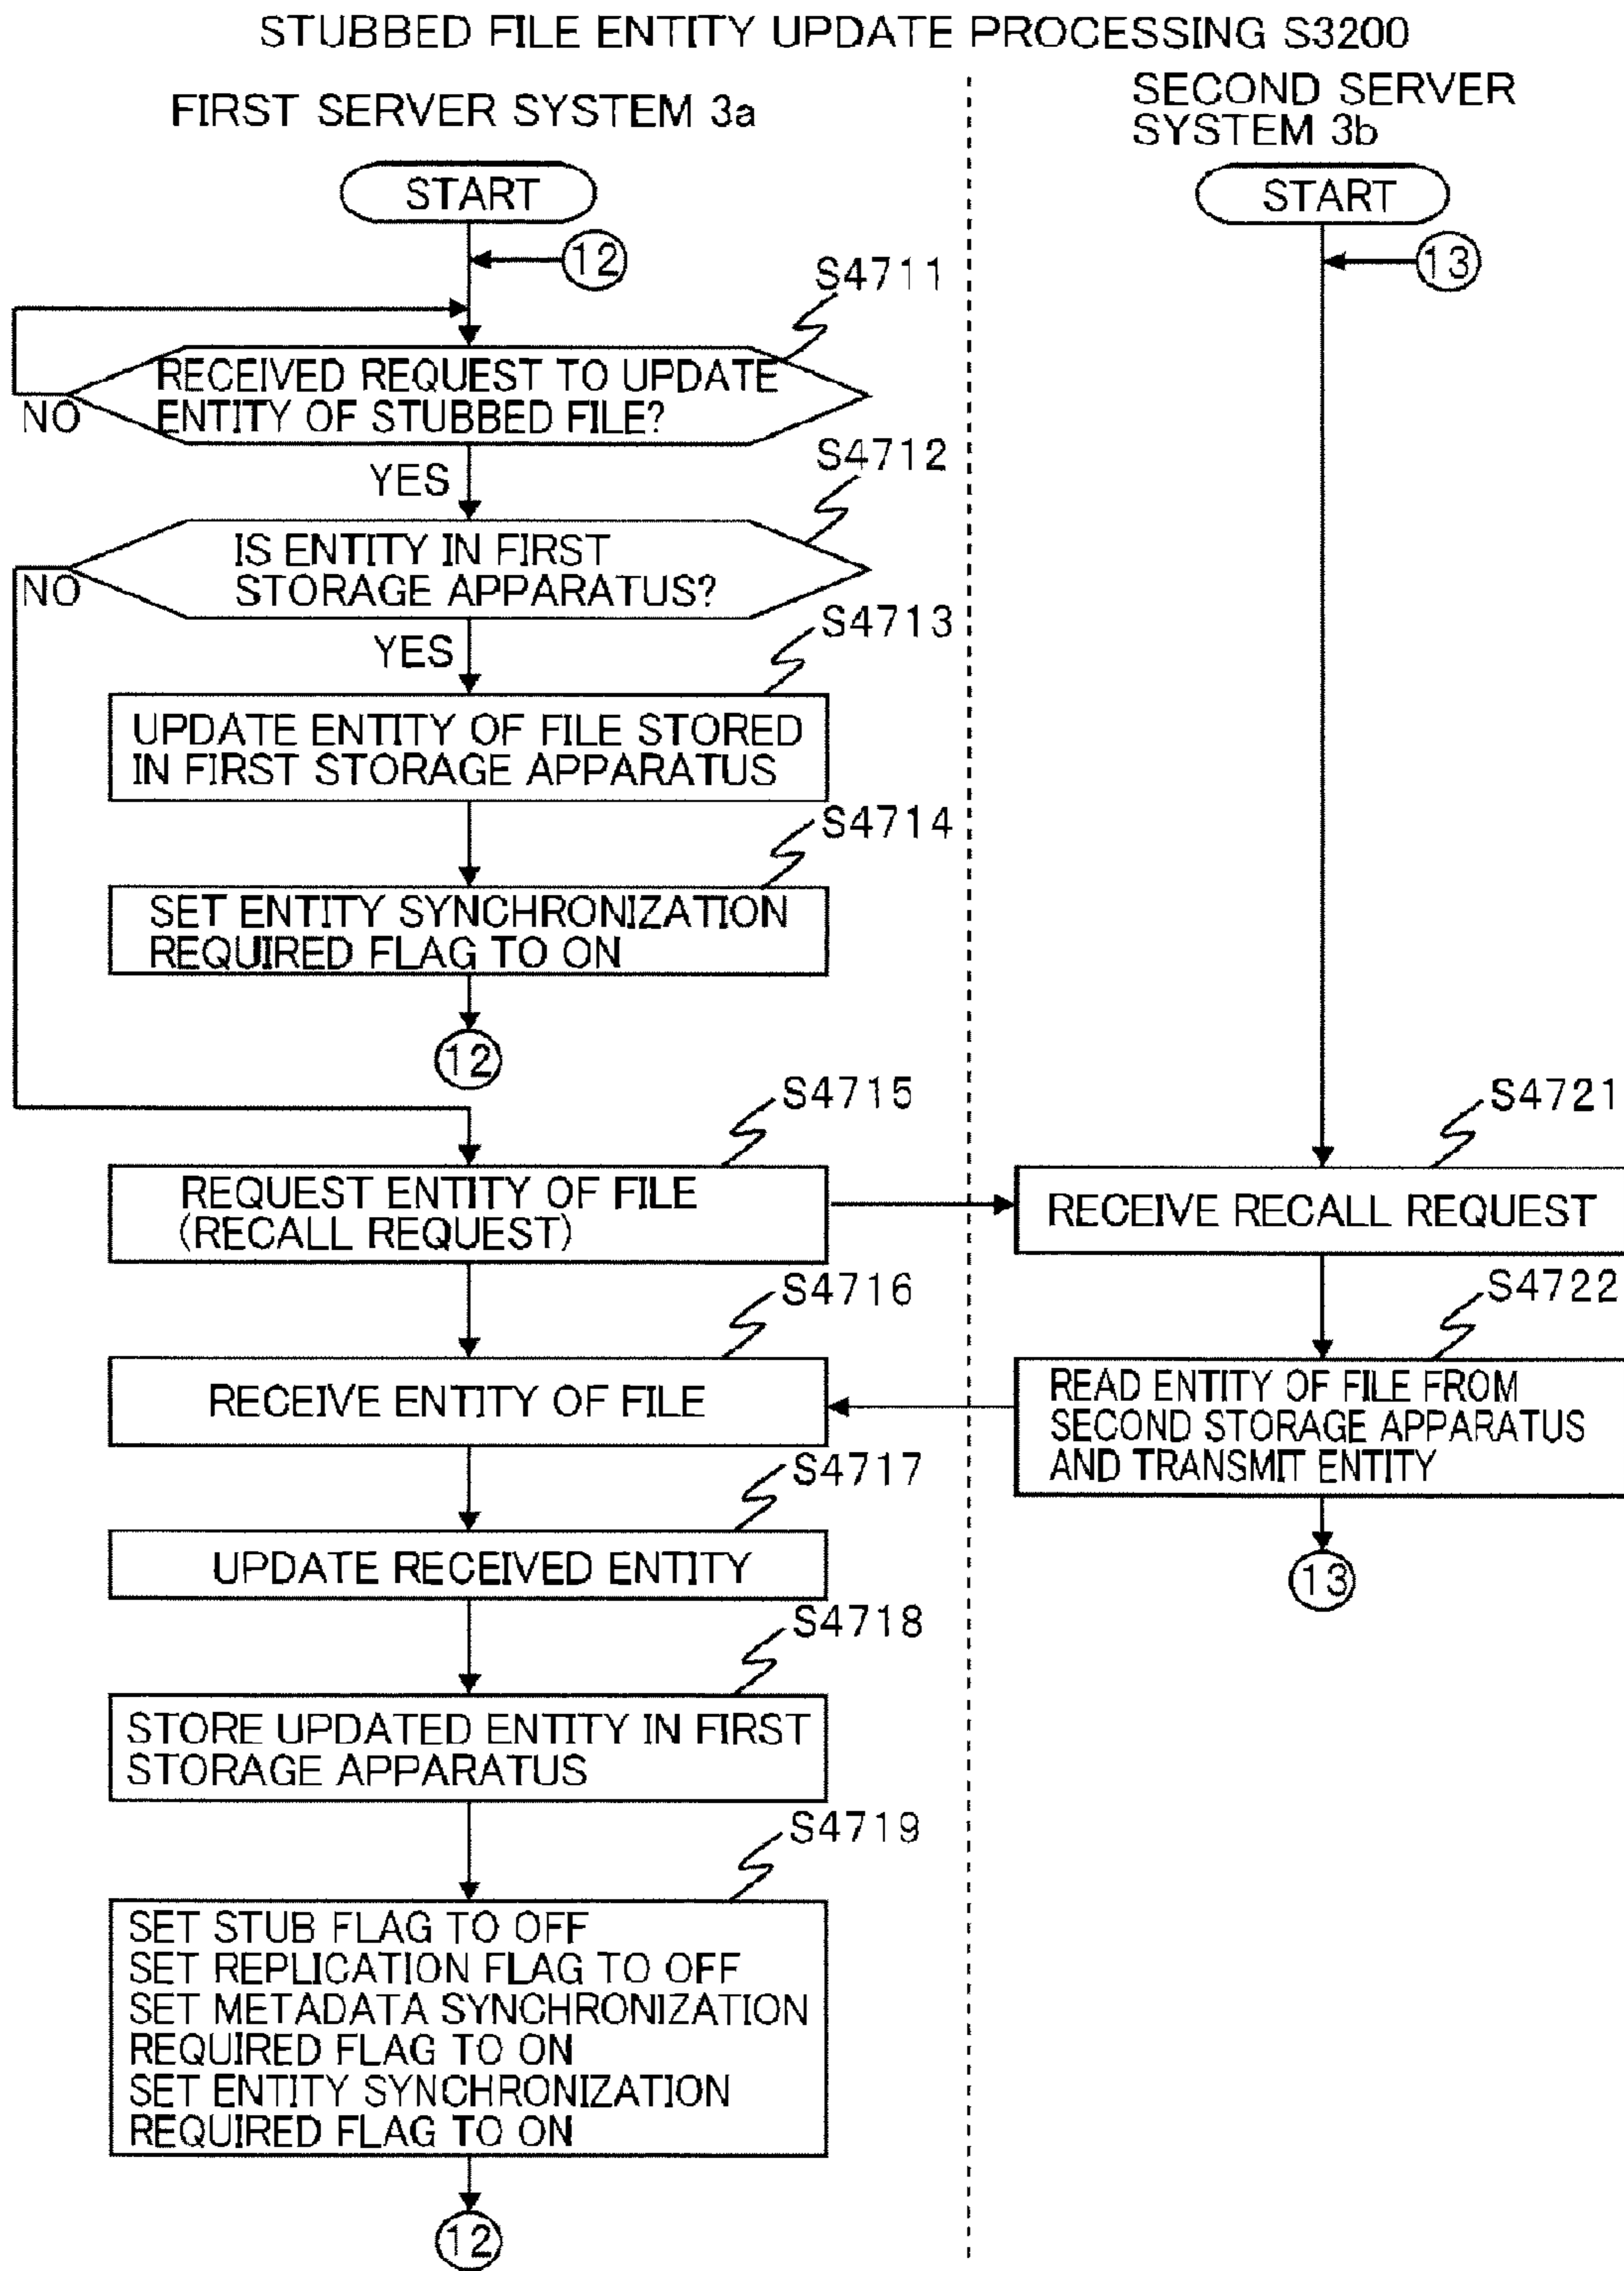 STUBBED FILE ENTITY UPDATE PROCESSING S3200
FIRST SERVER SYSTEM 3a
SECOND SERVER
SYSTEM 3b
START
START
12
13
S4711
RECEIVED REQUEST TO UPDATE
ENTITY OF STUBBED FILE?
NO
YES
S4712
IS ENTITY IN FIRST
STORAGE APPARATUS?
NO
YES
S4713
UPDATE ENTITY OF FILE STORED
IN FIRST STORAGE APPARATUS
S4714
SET ENTITY SYNCHRONIZATION
REQUIRED FLAG TO ON
12
S4715
REQUEST ENTITY OF FILE
(RECALL REQUEST)
S4721
RECEIVE RECALL REQUEST
S4716
RECEIVE ENTITY OF FILE
S4722
READ ENTITY OF FILE FROM
SECOND STORAGE APPARATUS
AND TRANSMIT ENTITY
13
S4717
UPDATE RECEIVED ENTITY
S4718
STORE UPDATED ENTITY IN FIRST
STORAGE APPARATUS
S4719
SET STUB FLAG TO OFF
SET REPLICATION FLAG TO OFF
SET METADATA SYNCHRONIZATION
REQUIRED FLAG TO ON
SET ENTITY SYNCHRONIZATION
REQUIRED FLAG TO ON
12